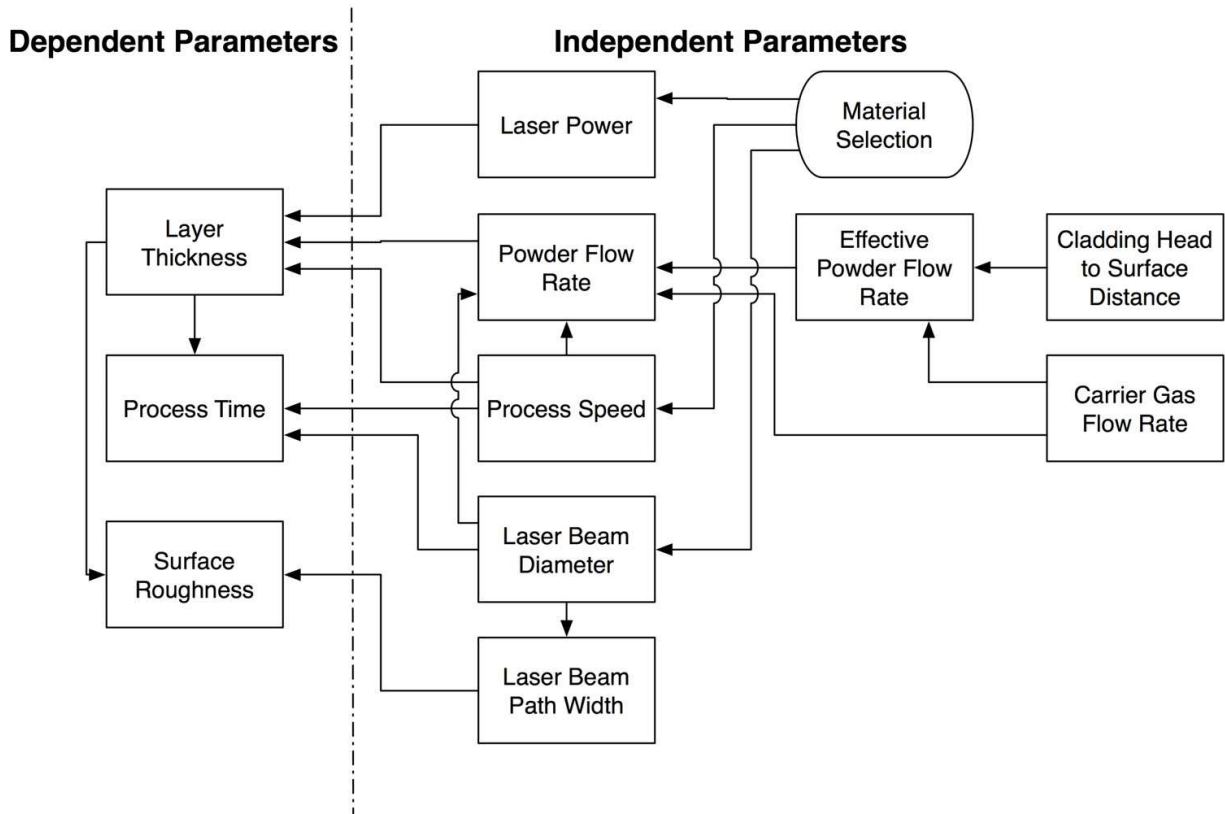 Dependent Parameters
Independent Parameters
Laser Power
Material
Selection
Layer
Thickness
Powder Flow
Rate
Effective
Powder Flow
Rate
Cladding Head
to Surface
Distance
Process Time
Process Speed
Carrier Gas
Flow Rate
Surface
Roughness
Laser Beam
Diameter
Laser Beam
Path Width